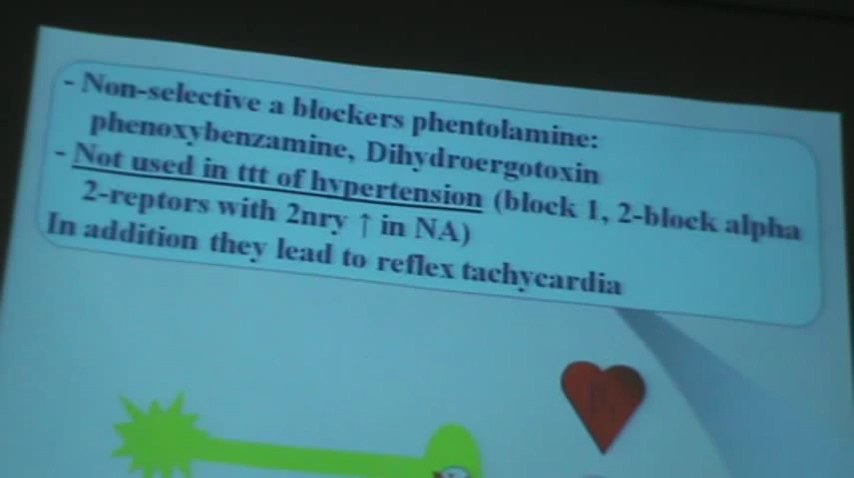 - Non-selective a blockers phentolamine:
phenoxybenzamine, Dihydroergotoxin
- Not used in ttt of hypertension (block 1, 2-block alpha
2-reptors with 2nry ↑ in NA)
In addition they lead to reflex tachycardia